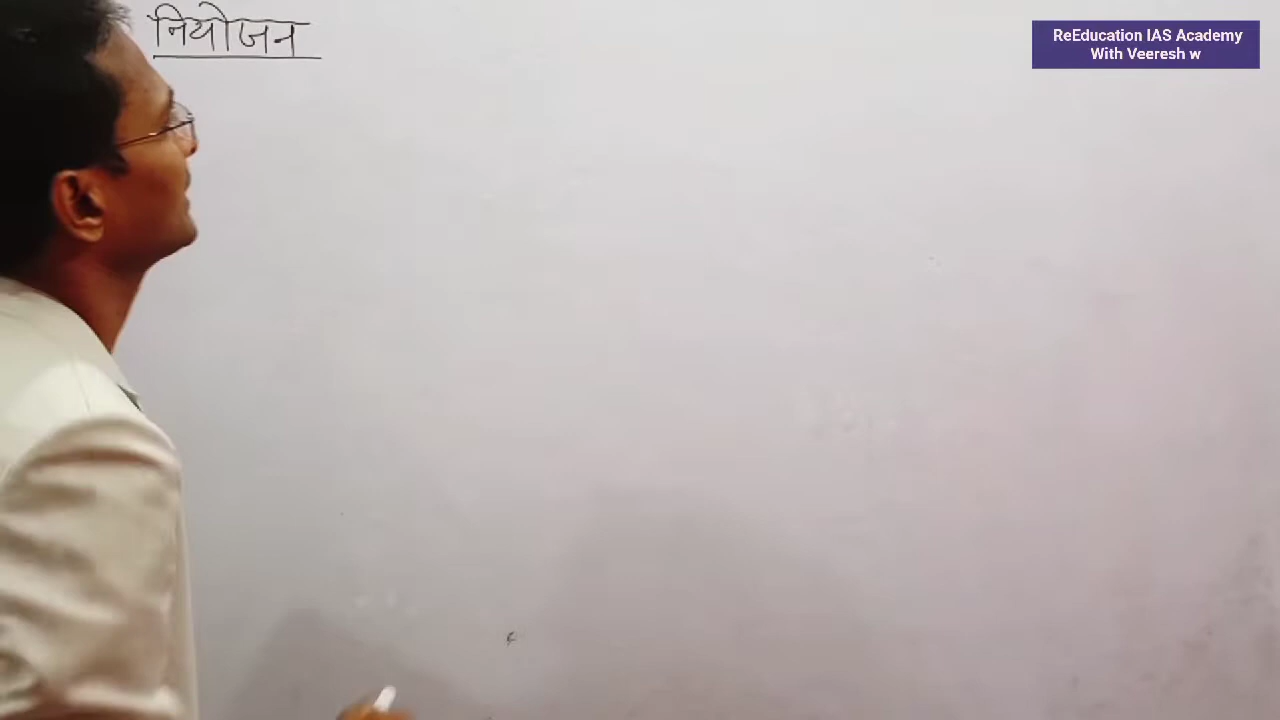 नियोजन
ReEducation IAS Academy
With Veeresh w